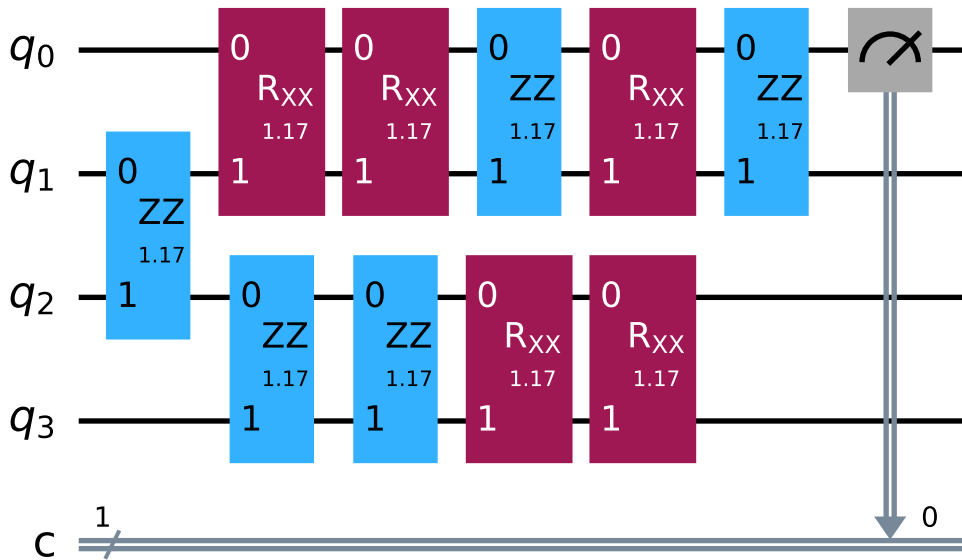 q0 0 0 0 0 0
RXX RXX ZZ RXX ZZ
1.17 1.17 1.17 1.17 1.17
q1 0 1 1 1 1 1
ZZ
1.17
q2 1 0 0 0 0
ZZ ZZ RXX RXX
1.17 1.17 1.17 1.17
q3 1 1 1 1
c 1 0